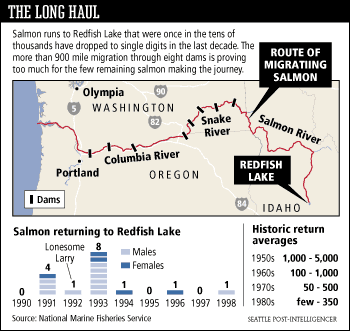 THE LONG HAUL
Salmon runs to Redfish Lake that were once in the tens of
thousands have dropped to single digits in the last decade. The
more than 900 mile migration through eight dams is proving
too much for the few remaining salmon making the journey.
ROUTE OF
MIGRATING
SALMON
Olympia
90
5
WASHINGTON
82
Snake
River
Salmon River
Portland
Columbia River
REDFISH
LAKE
OREGON
84
IDAHO
Dams
Salmon returning to Redfish Lake
Lonesome
Larry
Males
Females
0 4 1 8 1 0 1 0 1
1990 1991 1992 1993 1994 1995 1996 1997 1998
Historic return
averages
1950s 1,000 - 5,000
1960s 100 - 1,000
1970s 50 - 500
1980s few - 350
Source: National Marine Fisheries Service
SEATTLE POST-INTELLIGENCER